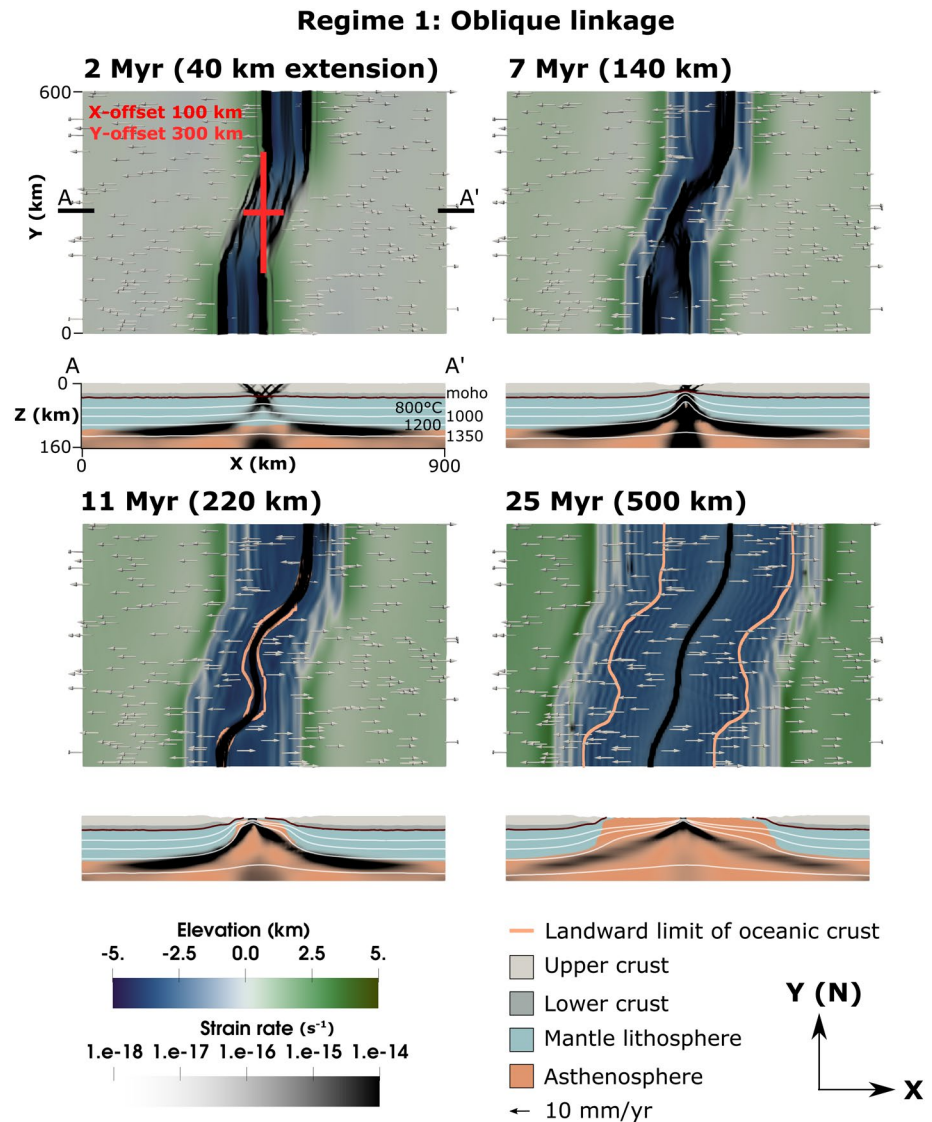 Regime 1: Oblique linkage
2 Myr (40 km extension)
7 Myr (140 km)
600
X-offset 100 km
Y-offset 300 km
A
A'
Y (km)
0
A
A'
0
moho
Z (km)
800°C
1000
1200
1350
160
0
X (km)
900
11 Myr (220 km)
25 Myr (500 km)
Elevation (km)
-5. -2.5 0.0 2.5 5.
Strain rate (s⁻¹)
1.e-18 1.e-17 1.e-16 1.e-15 1.e-14
Landward limit of oceanic crust
Upper crust
Lower crust
Mantle lithosphere
Asthenosphere
10 mm/yr
Y (N)
X